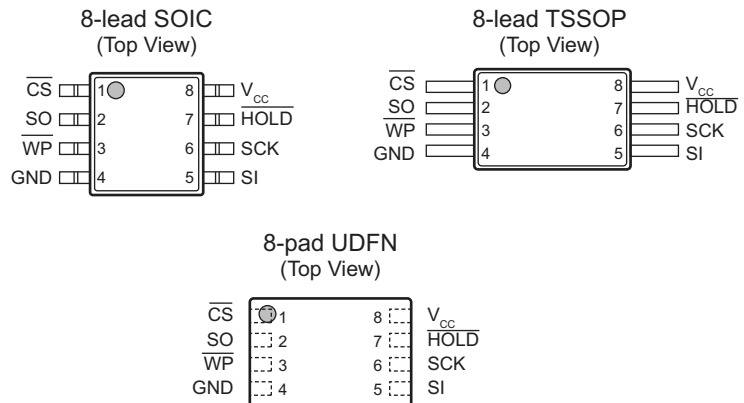 8-lead SOIC
(Top View)
CS 1 8 VCC
SO 2 7 HOLD
WP 3 6 SCK
GND 4 5 SI
8-lead TSSOP
(Top View)
CS 1 8 VCC
SO 2 7 HOLD
WP 3 6 SCK
GND 4 5 SI
8-pad UDFN
(Top View)
CS 1 8 VCC
SO 2 7 HOLD
WP 3 6 SCK
GND 4 5 SI